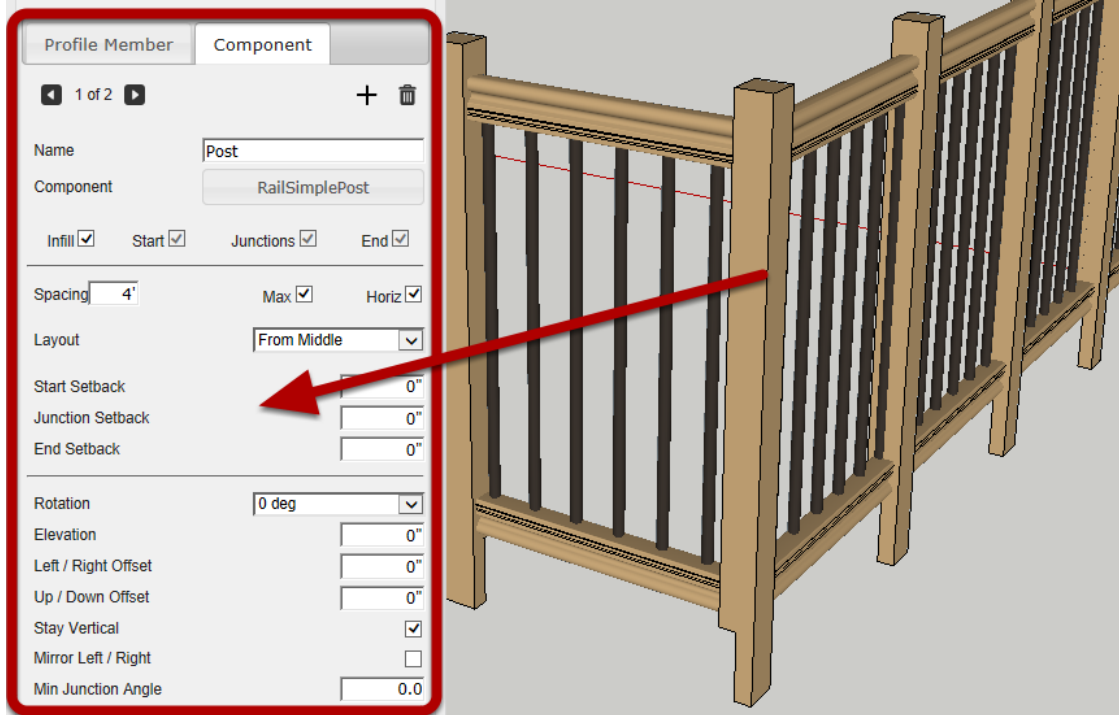 Profile Member Component
1 of 2
Name Post
Component RailSimplePost
Infill Start Junctions End
Spacing 4' Max Horiz
Layout From Middle
Start Setback 0"
Junction Setback 0"
End Setback 0"
Rotation 0 deg
Elevation 0"
Left / Right Offset 0"
Up / Down Offset 0"
Stay Vertical
Mirror Left / Right
Min Junction Angle 0.0